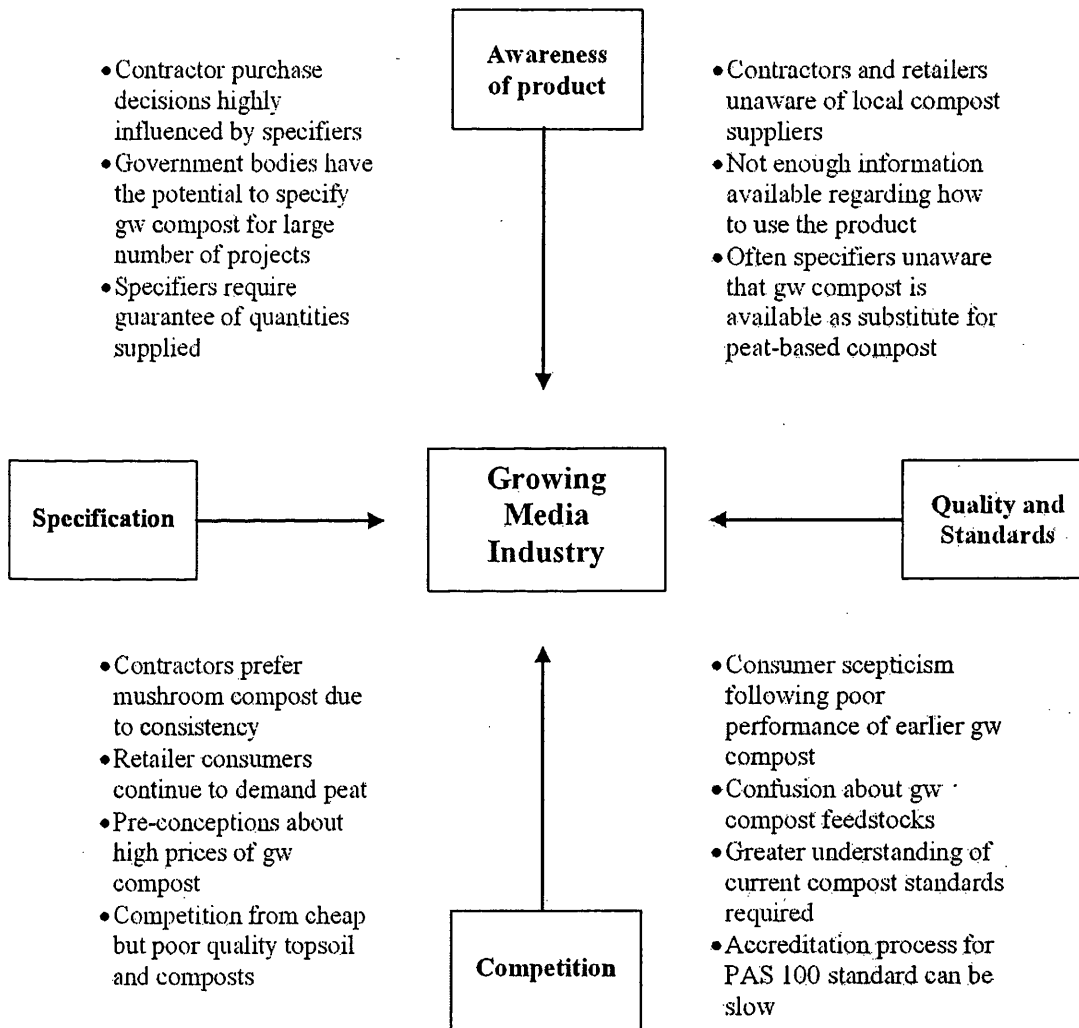 Awareness
of product
• Contractor purchase
decisions highly
influenced by specifiers
• Government bodies have
the potential to specify
gw compost for large
number of projects
• Specifiers require
guarantee of quantities
supplied
• Contractors and retailers
unaware of local compost
suppliers
• Not enough information
available regarding how
to use the product
• Often specifiers unaware
that gw compost is
available as substitute for
peat-based compost
Specification
Growing
Media
Industry
Quality and
Standards
• Contractors prefer
mushroom compost due
to consistency
• Retailer consumers
continue to demand peat
• Pre-conceptions about
high prices of gw
compost
• Competition from cheap
but poor quality topsoil
and composts
Competition
• Consumer scepticism
following poor
performance of earlier gw
compost
• Confusion about gw
compost feedstocks
• Greater understanding of
current compost standards
required
• Accreditation process for
PAS 100 standard can be
slow